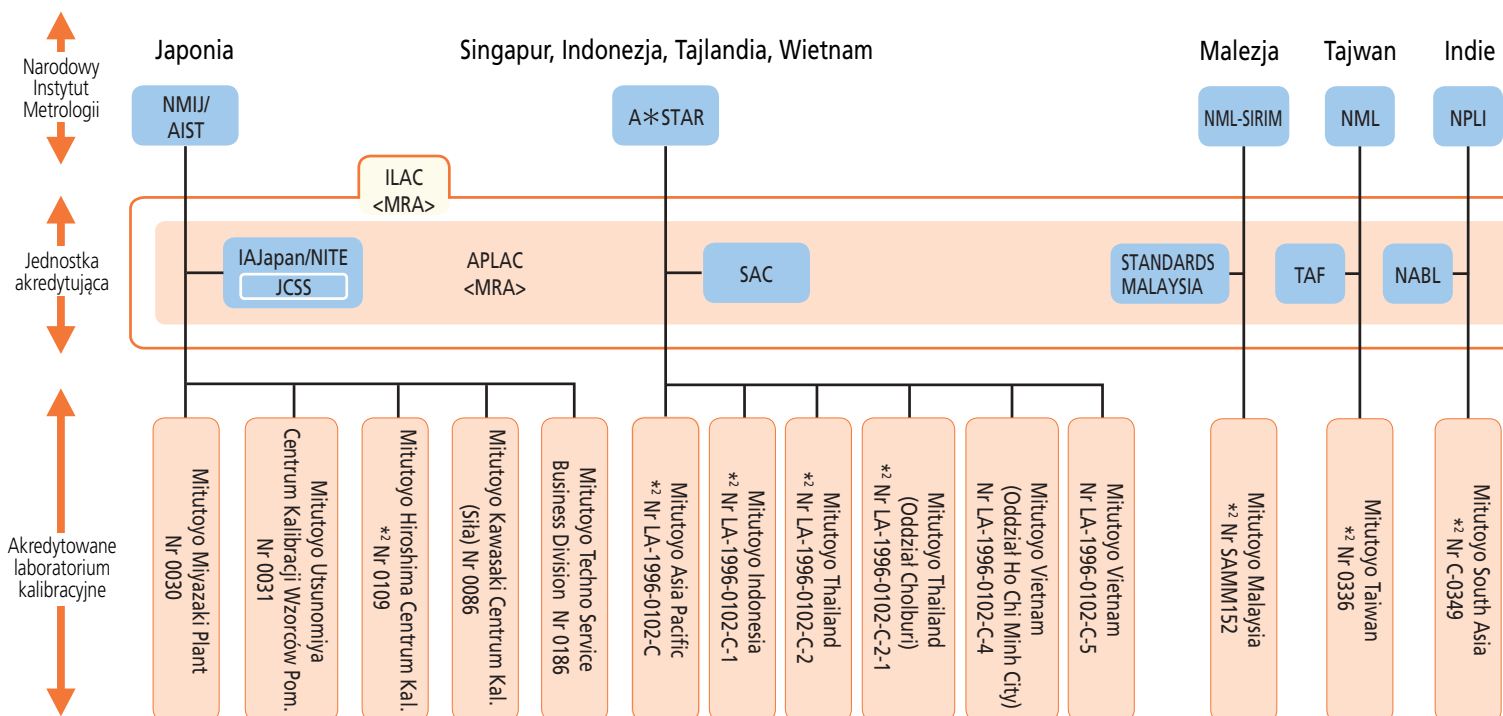 Narodowy
Instytut
Metrologii
Japonia
Singapur, Indonezja, Tajlandia, Wietnam
Malezja
Tajwan
Indie
NMIJ/
AIST
A✳STAR
NML-SIRIM
NML
NPLI
ILAC
<MRA>
Jednostka
akredytująca
IAJapan/NITE
JCSS
APLAC
<MRA>
SAC
STANDARDS
MALAYSIA
TAF
NABL
Akredytowane
laboratorium
kalibracyjne
Mitutoyo Miyazaki Plant
Nr 0030
Mitutoyo Utsunomiya
Centrum Kalibracji Wzorców Pom.
Nr 0031
Mitutoyo Hiroshima Centrum Kal.
*2 Nr 0109
Mitutoyo Kawasaki Centrum Kal.
(Siła) Nr 0086
Mitutoyo Techno Service
Business Division Nr 0186
Mitutoyo Asia Pacific
*2 Nr LA-1996-0102-C
Mitutoyo Indonesia
*2 Nr LA-1996-0102-C-1
Mitutoyo Thailand
*2 Nr LA-1996-0102-C-2
Mitutoyo Thailand
(Oddział Cholburi)
*2 Nr LA-1996-0102-C-2-1
Mitutoyo Vietnam
(Oddział Ho Chi Minh City)
Nr LA-1996-0102-C-4
Mitutoyo Vietnam
Nr LA-1996-0102-C-5
Mitutoyo Malaysia
*2 Nr SAMM152
Mitutoyo Taiwan
*2 Nr 0336
Mitutoyo South Asia
*2 Nr C-0349